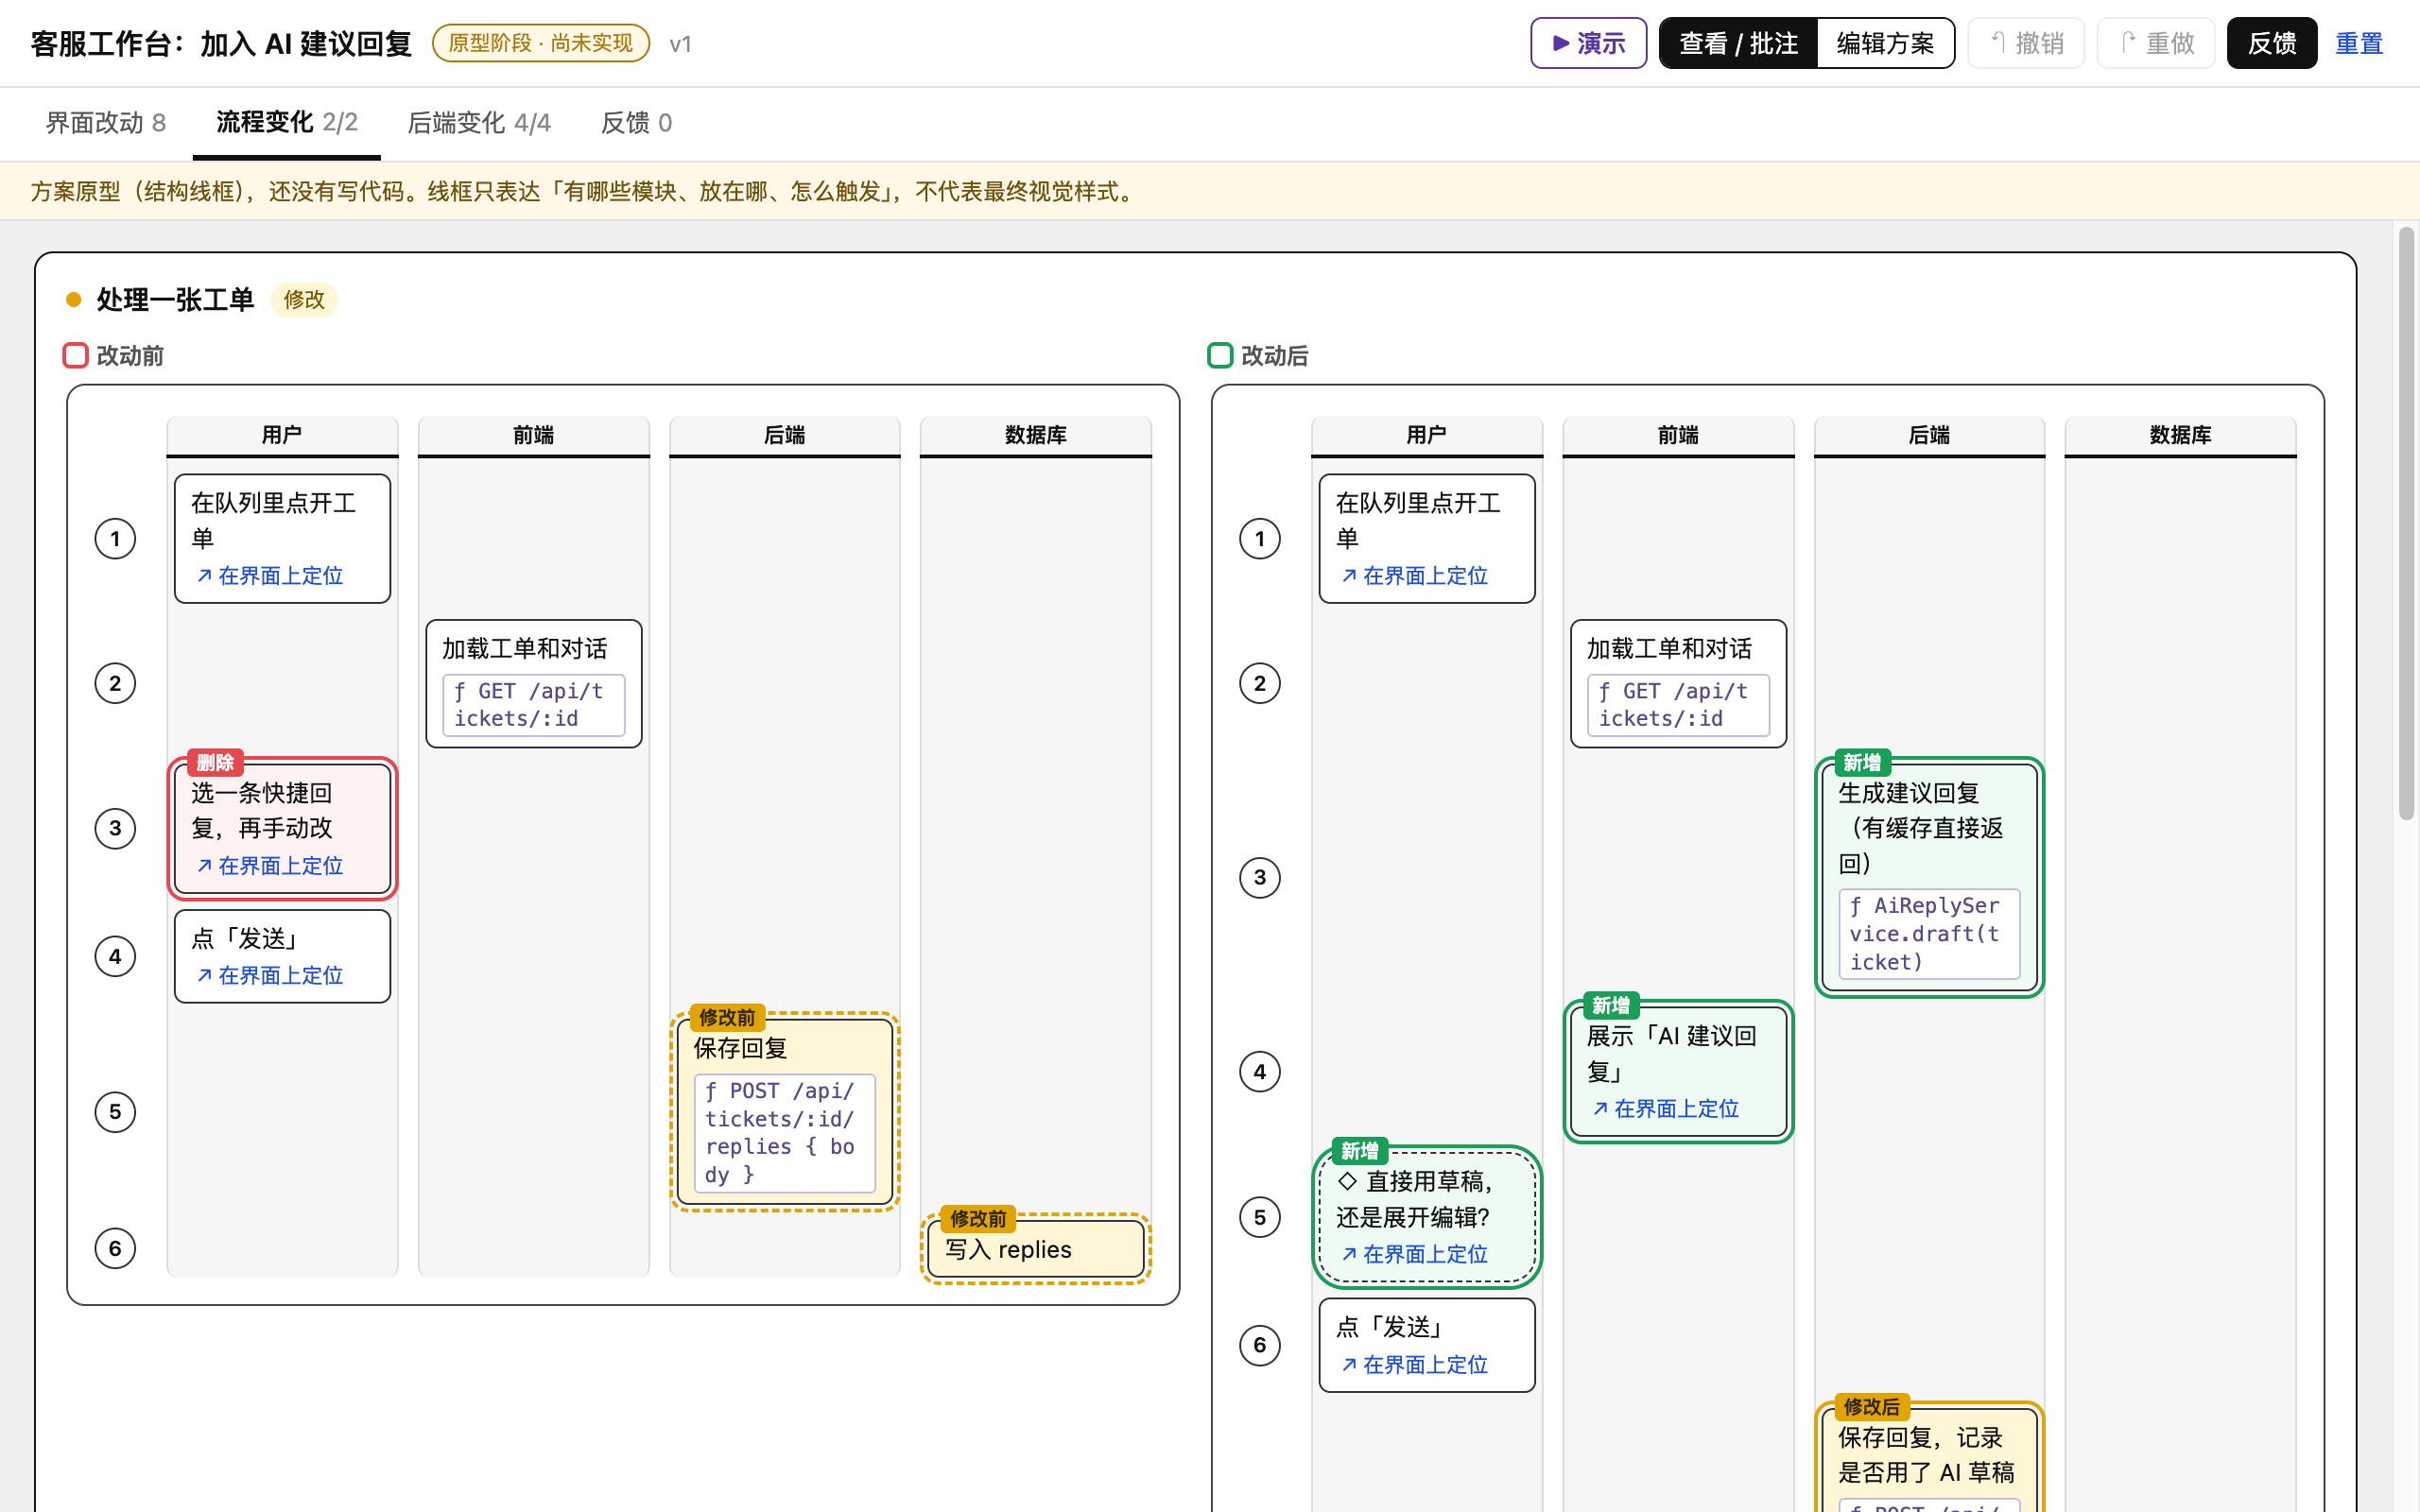 客服工作台：加入 AI 建议回复
原型阶段 · 尚未实现
v1
演示
查看 / 批注
编辑方案
撤销
重做
反馈
重置
界面改动 8
流程变化 2/2
后端变化 4/4
反馈 0
方案原型（结构线框），还没有写代码。线框只表达「有哪些模块、放在哪、怎么触发」，不代表最终视觉样式。
处理一张工单
修改
改动前
用户
前端
后端
数据库
1
在队列里点开工
单
↗ 在界面上定位
2
加载工单和对话
ƒ GET /api/t
ickets/:id
3
删除
选一条快捷回
复，再手动改
↗ 在界面上定位
4
点「发送」
↗ 在界面上定位
5
修改前
保存回复
ƒ POST /api/
tickets/:id/
replies { bo
dy }
6
修改前
写入 replies
改动后
用户
前端
后端
数据库
1
在队列里点开工
单
↗ 在界面上定位
2
加载工单和对话
ƒ GET /api/t
ickets/:id
3
新增
生成建议回复
（有缓存直接返
回）
ƒ AiReplySer
vice.draft(t
icket)
4
新增
展示「AI 建议回
复」
↗ 在界面上定位
5
新增
◇ 直接用草稿，
还是展开编辑？
↗ 在界面上定位
6
点「发送」
↗ 在界面上定位
修改后
保存回复，记录
是否用了 AI 草稿
ƒ POST /api/